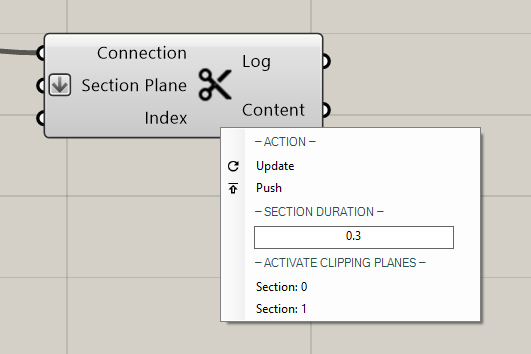 Connection
Section Plane
Index
Log
Content
– ACTION –
Update
Push
– SECTION DURATION –
0.3
– ACTIVATE CLIPPING PLANES –
Section: 0
Section: 1